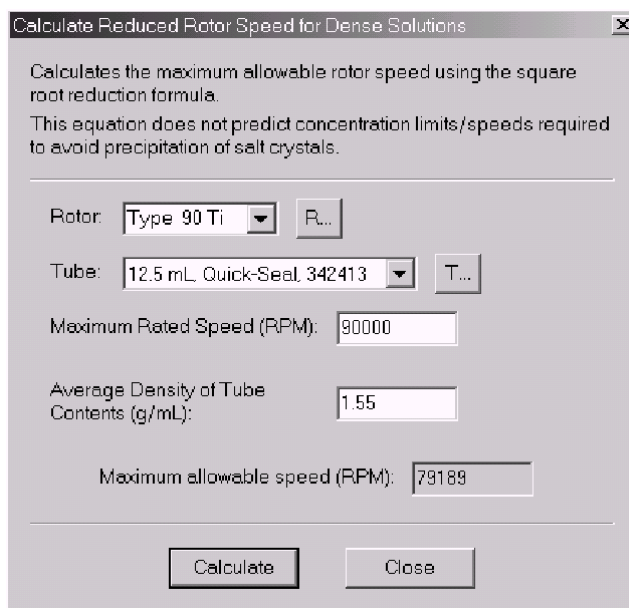 Calculate Reduced Rotor Speed for Dense Solutions
Calculates the maximum allowable rotor speed using the square
root reduction formula.
This equation does not predict concentration limits/speeds required
to avoid precipitation of salt crystals.
Rotor: Type 90 Ti R...
Tube: 12.5 mL, Quick-Seal, 342413 T...
Maximum Rated Speed (RPM): 90000
Average Density of Tube
Contents (g/mL): 1.55
Maximum allowable speed (RPM): 79189
Calculate Close